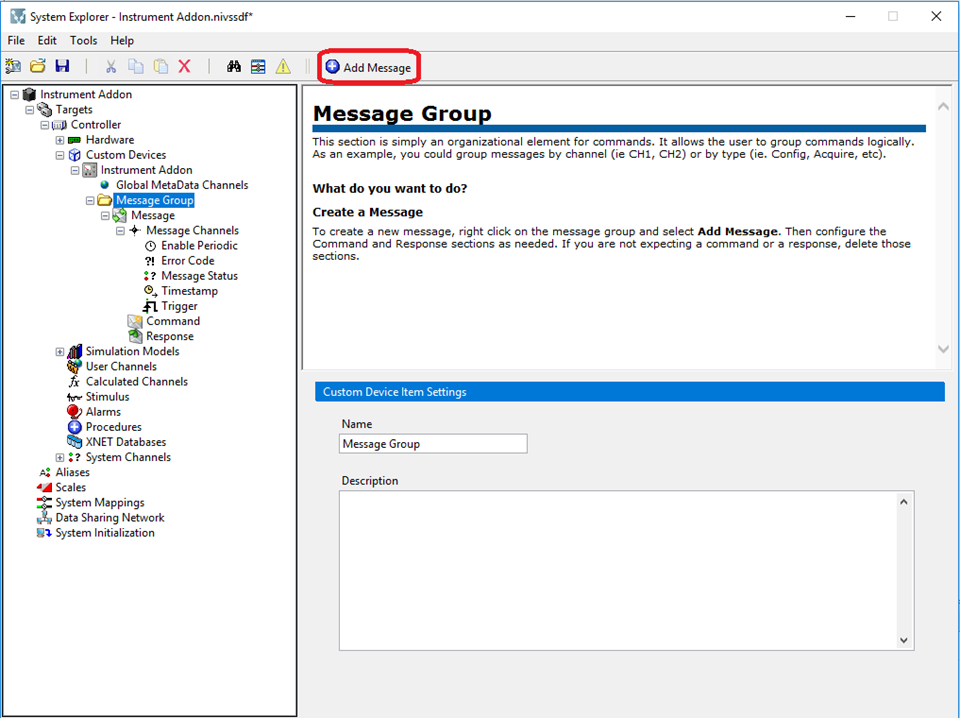 System Explorer - Instrument Addon.nivssdf*
File Edit Tools Help
Add Message
Instrument Addon
Targets
Controller
Hardware
Custom Devices
Instrument Addon
Global MetaData Channels
Message Group
Message
Message Channels
Enable Periodic
Error Code
Message Status
Timestamp
Trigger
Command
Response
Simulation Models
User Channels
Calculated Channels
Stimulus
Alarms
Procedures
XNET Databases
System Channels
Aliases
Scales
System Mappings
Data Sharing Network
System Initialization
Message Group
This section is simply an organizational element for commands. It allows the user to group commands logically.
As an example, you could group messages by channel (ie CH1, CH2) or by type (ie. Config, Acquire, etc).
What do you want to do?
Create a Message
To create a new message, right click on the message group and select Add Message. Then configure the
Command and Response sections as needed. If you are not expecting a command or a response, delete those
sections.
Custom Device Item Settings
Name
Message Group
Description